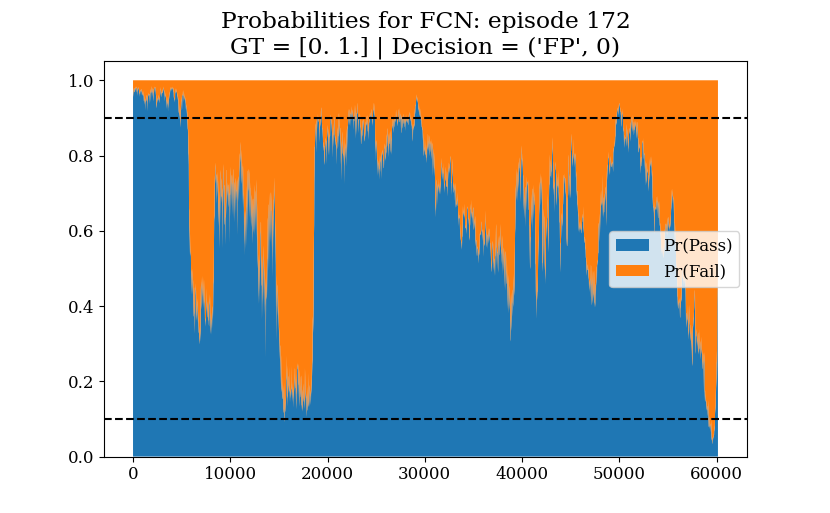 Probabilities for FCN: episode 172
GT = [0. 1.] | Decision = ('FP', 0)
1.0
0.8
0.6
0.4
0.2
0.0
Pr(Pass)
Pr(Fail)
0 10000 20000 30000 40000 50000 60000